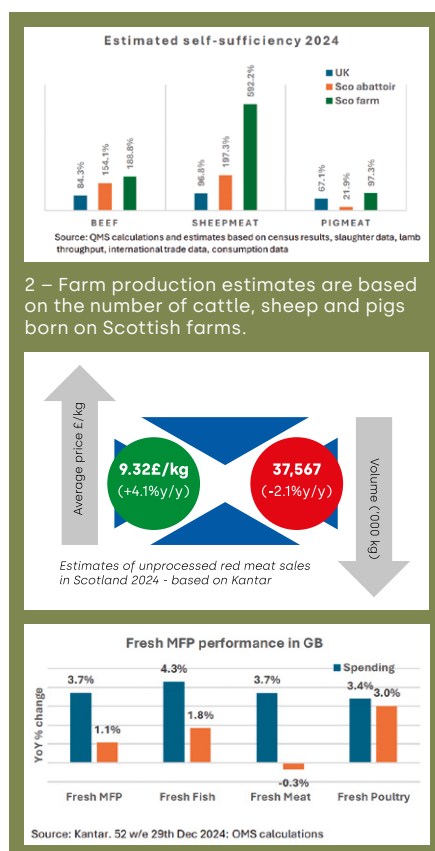 Estimated self-sufficiency 2024
UK
Sco abattoir
Sco farm
84.3%
154.1%
188.8%
96.8%
197.3%
592.2%
67.1%
21.9%
97.3%
BEEF
SHEEPMEAT
PIGMEAT
Source: QMS calculations and estimates based on census results, slaughter data, lamb
throughput, international trade data, consumption data
2 – Farm production estimates are based
on the number of cattle, sheep and pigs
born on Scottish farms.
Average price £/kg
9.32£/kg
(+4.1%y/y)
37,567
(-2.1%y/y)
Volume ('000 kg)
Estimates of unprocessed red meat sales
in Scotland 2024 - based on Kantar
Fresh MFP performance in GB
Spending
YoY % change
3.7%
1.1%
4.3%
1.8%
3.7%
-0.3%
3.4%
3.0%
Fresh MFP
Fresh Fish
Fresh Meat
Fresh Poultry
Source: Kantar. 52 w/e 29th Dec 2024; QMS calculations